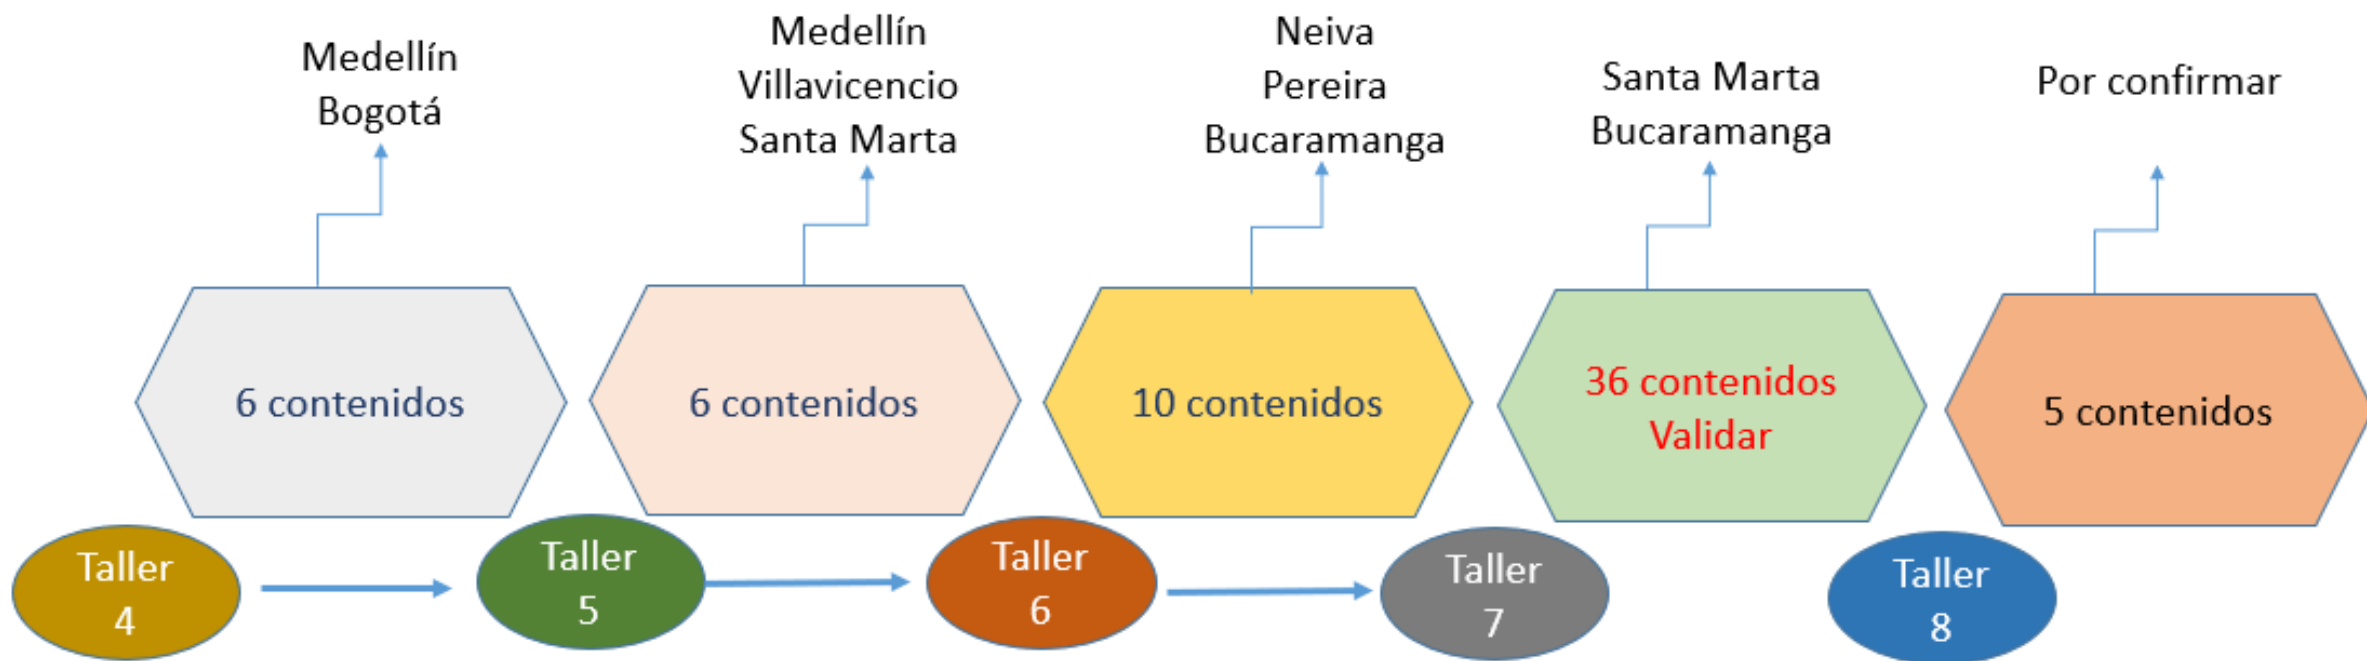 Medellín
Bogotá
Medellín
Villavicencio
Santa Marta
Neiva
Pereira
Bucaramanga
Santa Marta
Bucaramanga
Por confirmar
6 contenidos
6 contenidos
10 contenidos
36 contenidos
Validar
5 contenidos
Taller
4
Taller
5
Taller
6
Taller
7
Taller
8